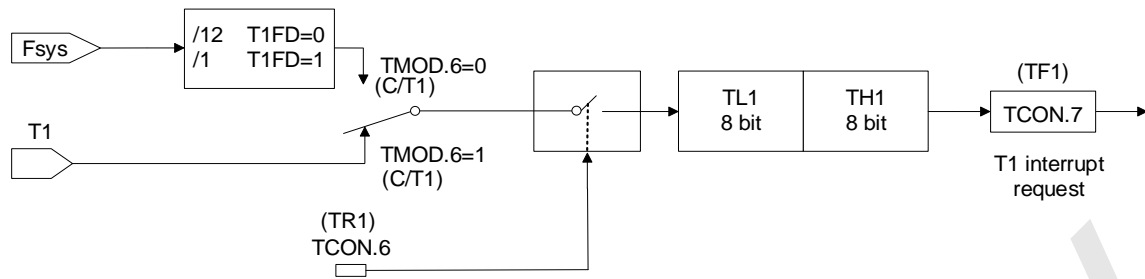 Fsys
/12 T1FD=0
/1 T1FD=1
TMOD.6=0
(C/T1)
T1
TMOD.6=1
(C/T1)
(TR1)
TCON.6
TL1
8 bit
TH1
8 bit
(TF1)
TCON.7
T1 interrupt
request